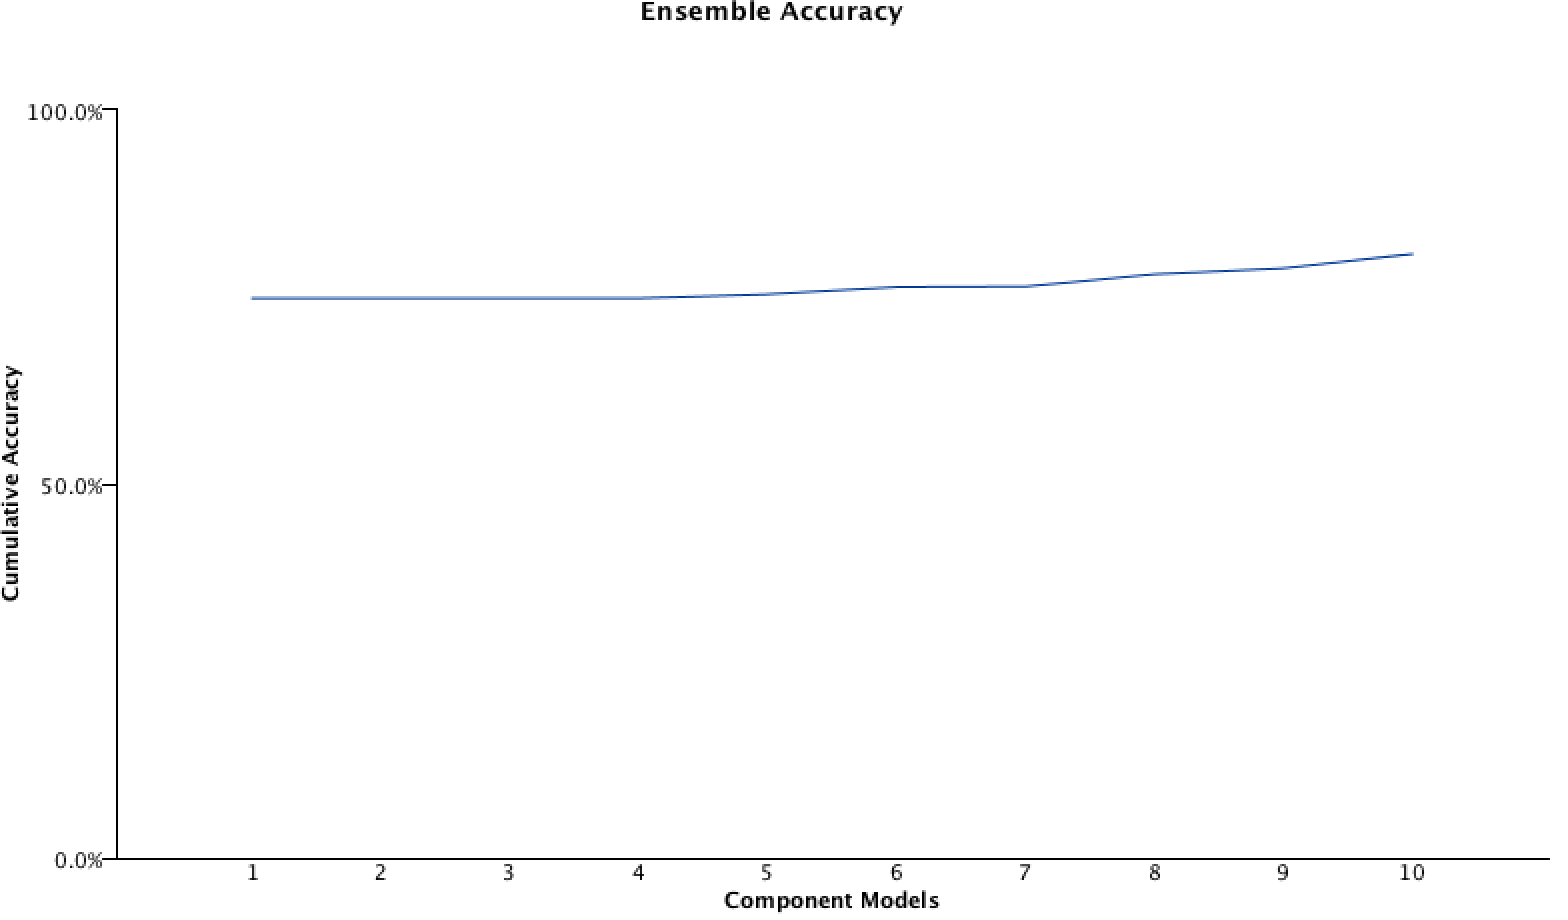 Ensemble Accuracy
100.0%
50.0%
0.0%
Cumulative Accuracy
1 2 3 4 5 6 7 8 9 10
Component Models